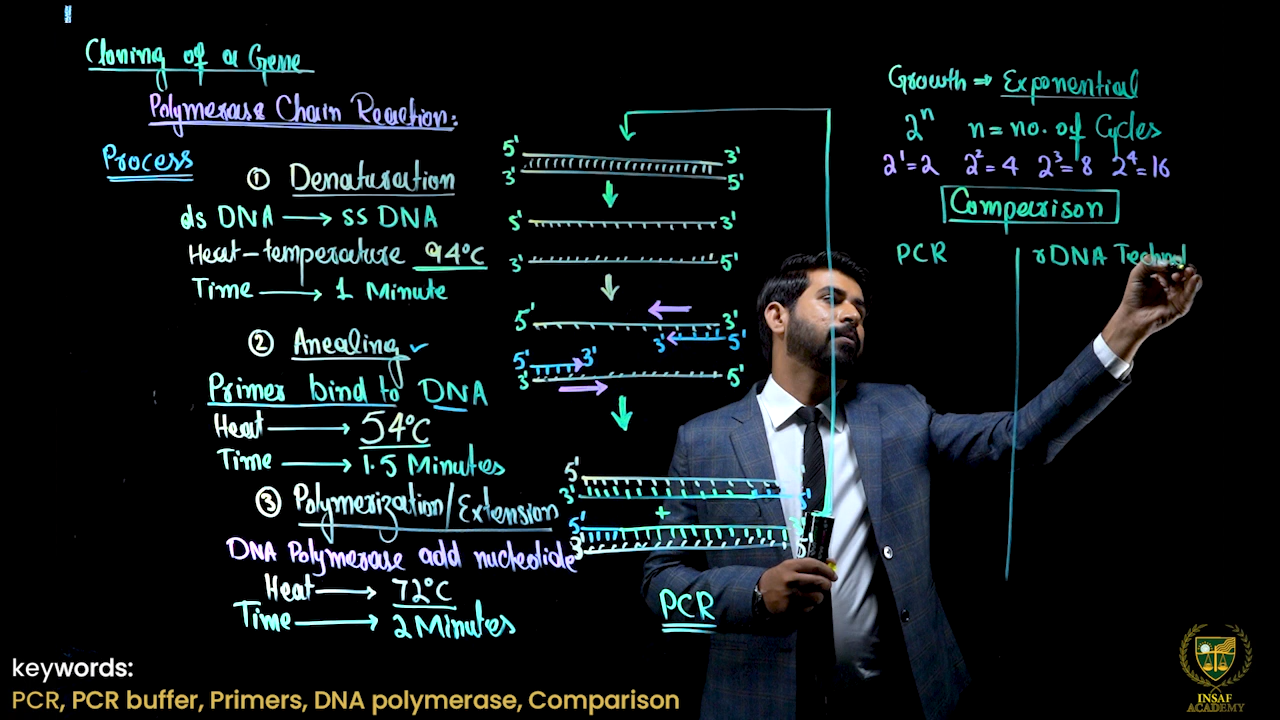 Cloning of a Gene
Polymerase Chain Reaction:
Process
① Denaturation
ds DNA → ss DNA
Heat-temperature 94°C
Time → 1 Minute
② Anealing ✓
Primer bind to DNA
Heat → 54°C
Time → 1.5 Minutes
③ Polymerization/Extension
DNA Polymerase add nucleotide
Heat → 72°C
Time → 2 Minutes
5' 3'
3' 5'
5' 3'
3' 5'
5' 3'
3' 5'
5' 3'
3' 5'
5'
3' 5'
+
5'
3'
PCR
Growth ⇒ Exponential
2ⁿ n = no. of Cycles
2¹=2 2²=4 2³=8 2⁴=16
Comparison
PCR rDNA Technol
keywords:
PCR, PCR buffer, Primers, DNA polymerase, Comparison
INSAF
ACADEMY